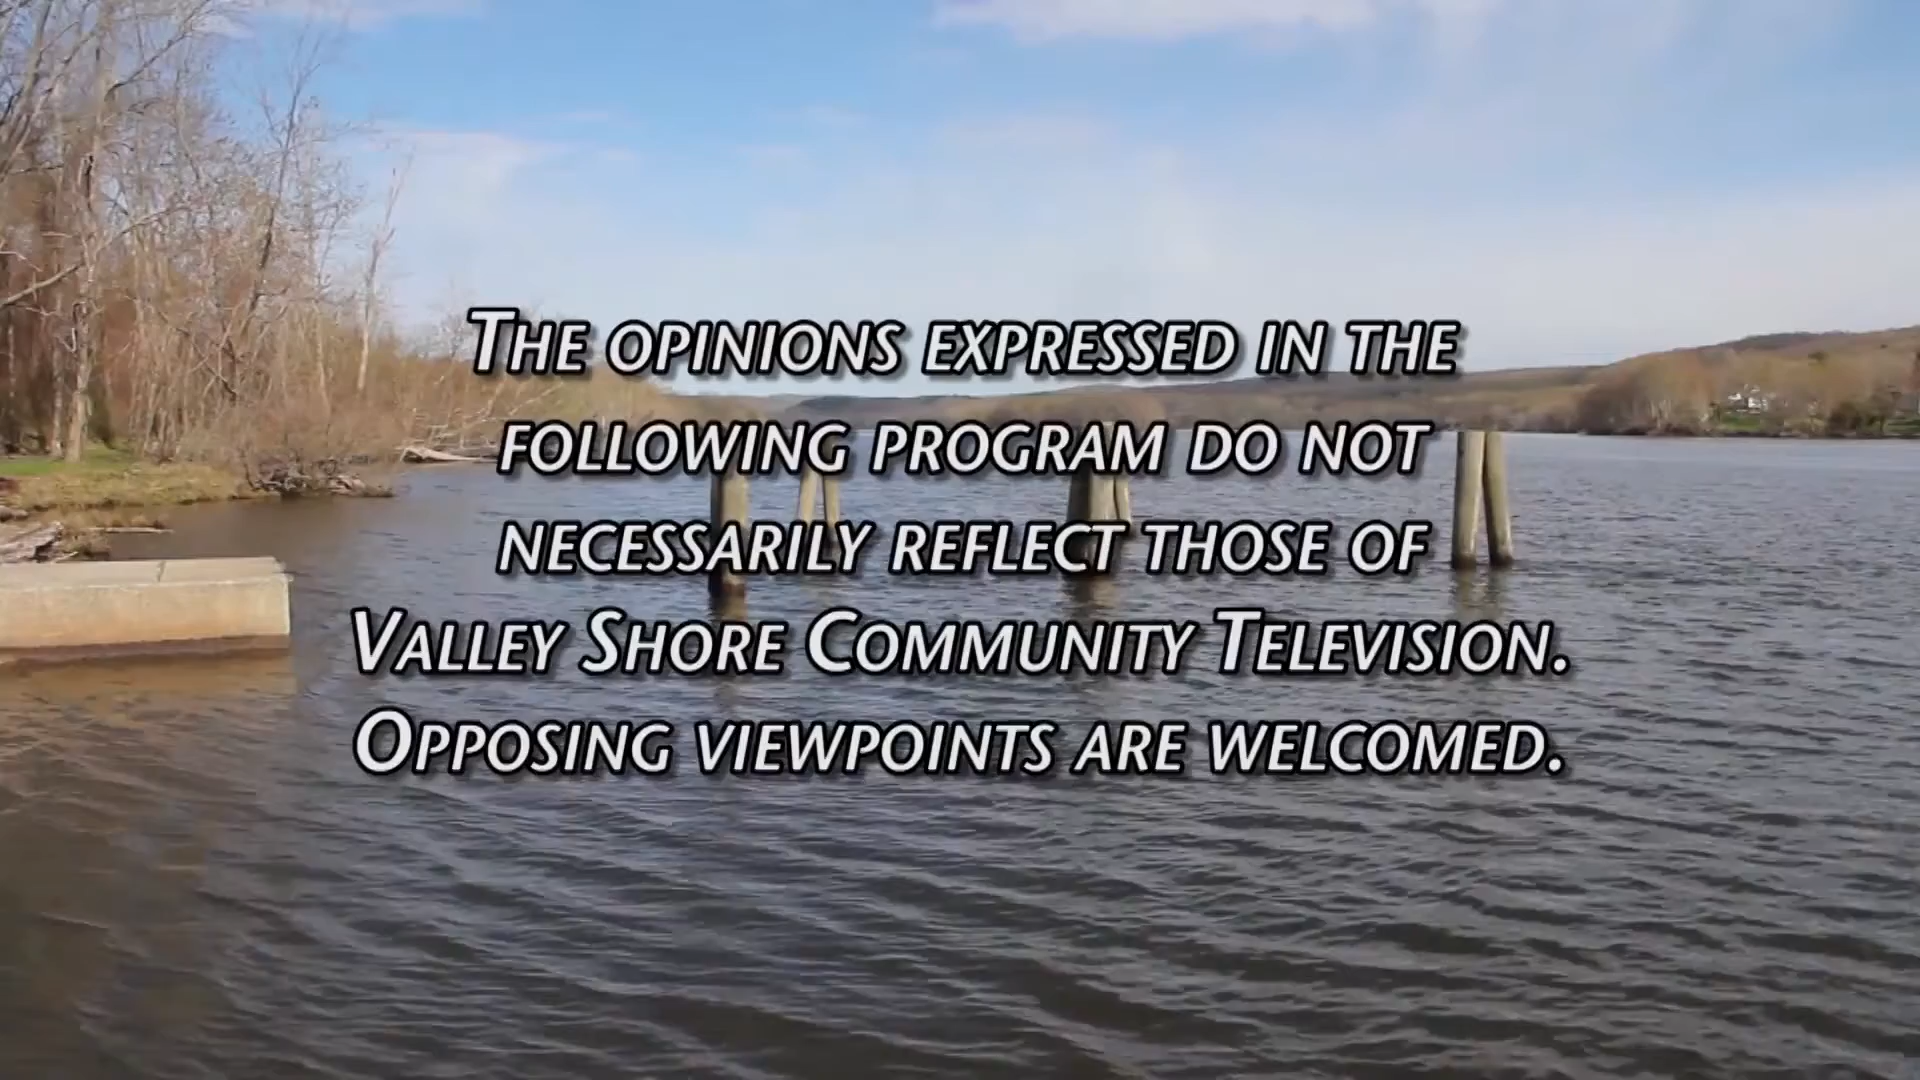 The opinions expressed in the
following program do not
necessarily reflect those of
Valley Shore Community Television.
Opposing viewpoints are welcomed.